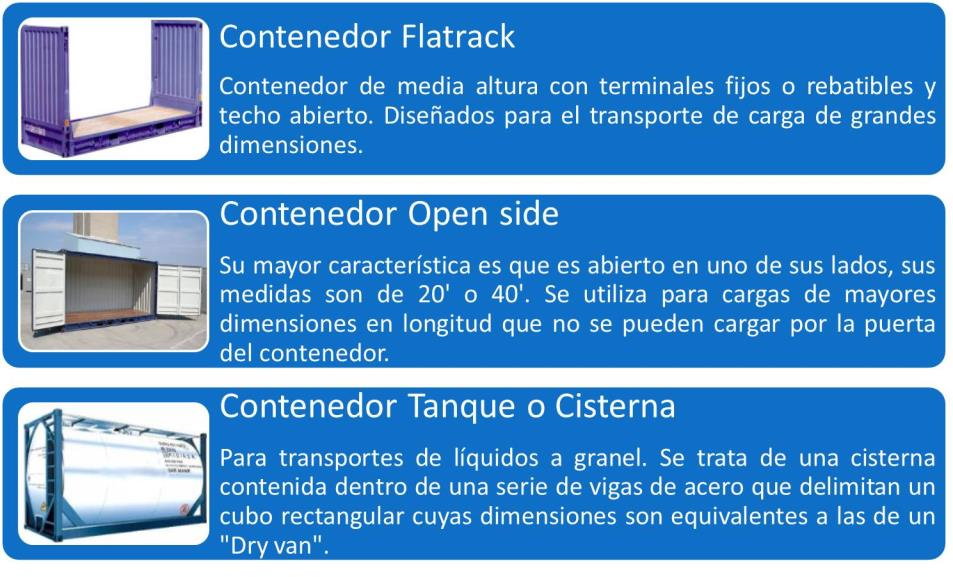 Contenedor Flatrack
Contenedor de media altura con terminales fijos o rebatibles y
techo abierto. Diseñados para el transporte de carga de grandes
dimensiones.
Contenedor Open side
Su mayor característica es que es abierto en uno de sus lados, sus
medidas son de 20' o 40'. Se utiliza para cargas de mayores
dimensiones en longitud que no se pueden cargar por la puerta
del contenedor.
Contenedor Tanque o Cisterna
Para transportes de líquidos a granel. Se trata de una cisterna
contenida dentro de una serie de vigas de acero que delimitan un
cubo rectangular cuyas dimensiones son equivalentes a las de un
"Dry van".